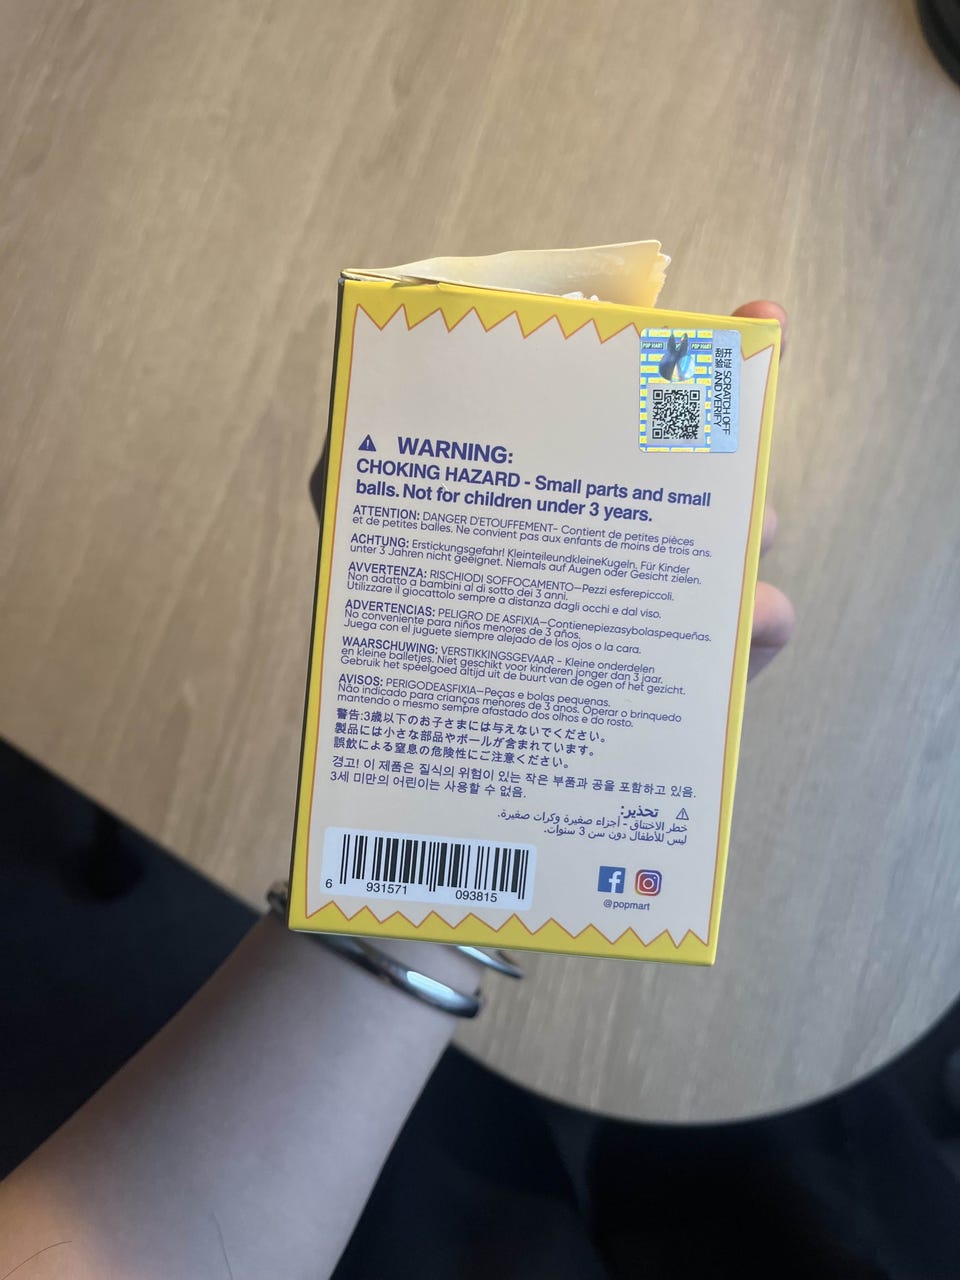 POP MART POP MART
开证 SCRATCH OFF
刮验 AND VERIFY
WARNING:
CHOKING HAZARD - Small parts and small
balls. Not for children under 3 years.
ATTENTION: DANGER D'ETOUFFEMENT- Contient de petites pièces
et de petites balles. Ne convient pas aux enfants de moins de trois ans.
ACHTUNG: Erstickungsgefahr! KleinteileundkleineKugeln. Für Kinder
unter 3 Jahren nicht geeignet. Niemals auf Augen oder Gesicht zielen.
AVVERTENZA: RISCHIODI SOFFOCAMENTO—Pezzi esferepiccoli.
Non adatto a bambini al di sotto dei 3 anni.
Utilizzare il giocattolo sempre a distanza dagli occhi e dal viso.
ADVERTENCIAS: PELIGRO DE ASFIXIA—Contienepiezasybolaspequeñas.
No conveniente para niños menores de 3 años.
Juega con el juguete siempre alejado de los ojos o la cara.
WAARSCHUWING: VERSTIKKINGSGEVAAR - Kleine onderdelen
en kleine balletjes. Niet geschikt voor kinderen jonger dan 3 jaar.
Gebruik het speelgoed altijd uit de buurt van de ogen of het gezicht.
AVISOS: PERIGODEASFIXIA—Peças e bolas pequenas.
Não indicado para crianças menores de 3 anos. Operar o brinquedo
mantendo o mesmo sempre afastado dos olhos e do rosto.
警告:3歳以下のお子さまには与えないでください。
製品には小さな部品やボールが含まれています。
誤飲による窒息の危険性にご注意ください。
경고! 이 제품은 질식의 위험이 있는 작은 부품과 공을 포함하고 있음.
3세 미만의 어린이는 사용할 수 없음.
تحذير:
خطر الاختناق - أجزاء صغيرة وكرات صغيرة.
ليس للأطفال دون سن 3 سنوات.
6 931571 093815
@popmart